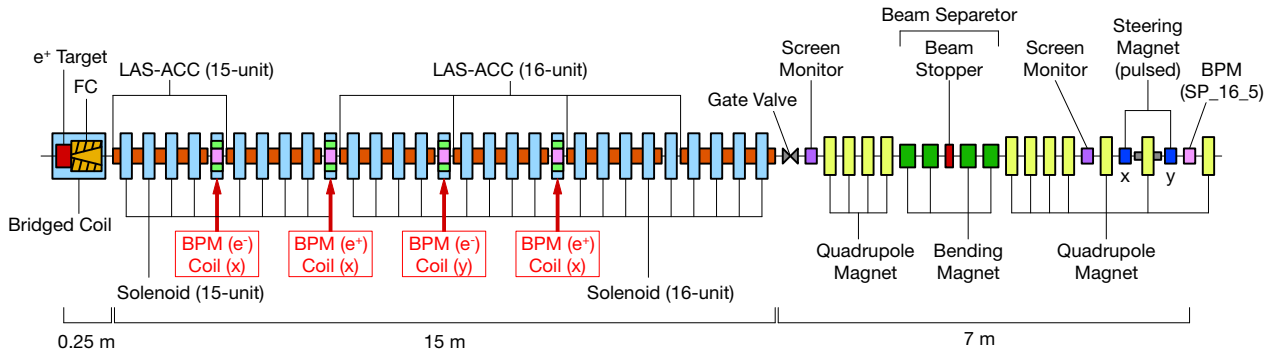 e⁺ Target
FC
Bridged Coil
LAS-ACC (15-unit)
LAS-ACC (16-unit)
BPM (e⁻)
Coil (x)
BPM (e⁺)
Coil (x)
BPM (e⁻)
Coil (y)
BPM (e⁺)
Coil (x)
Solenoid (15-unit)
Solenoid (16-unit)
Gate Valve
Screen
Monitor
Beam Separetor
Beam
Stopper
Screen
Monitor
Steering
Magnet
(pulsed)
BPM
(SP_16_5)
x
y
Quadrupole
Magnet
Bending
Magnet
Quadrupole
Magnet
0.25 m
15 m
7 m